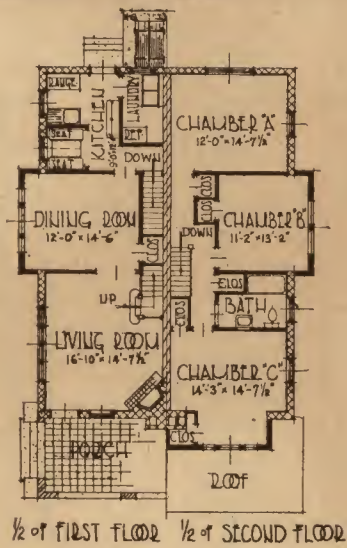 RANGE
SEAT
SEAT
KITCHEN
LAUNDRY
REF.
DOWN
DINING ROOM
12'-0" × 14'-6"
CLOS
UP
LIVING ROOM
16'-10" × 14'-7½"
PORCH
CHAMBER "A"
12'-0" × 14'-7½"
CLOS
CLOS
CHAMBER "B"
11'-2" × 13'-2"
DOWN
CLOS
BATH
CLOS
CHAMBER "C"
14'-3" × 14'-7½"
CLOS
ROOF
½ of FIRST FLOOR
½ of SECOND FLOOR